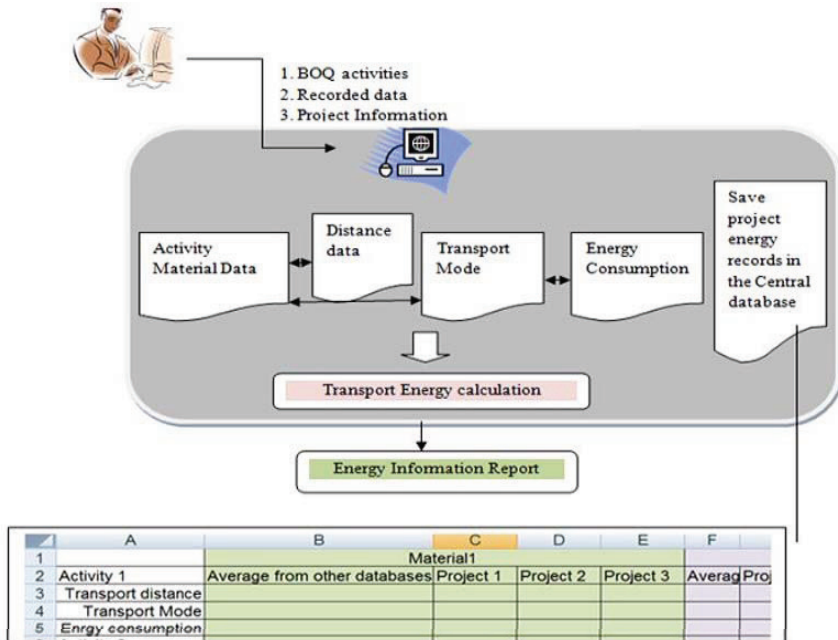 1. BOQ activities
2. Recorded data
3. Project Information
Activity
Material Data
Distance
data
Transport
Mode
Energy
Consumption
Save
project
energy
records in
the Central
database
Transport Energy calculation
Energy Information Report
A B C D E F
1 Material1
2 Activity 1 Average from other databases Project 1 Project 2 Project 3 Averag Proj
3 Transport distance
4 Transport Mode
5 Enrgy consumption